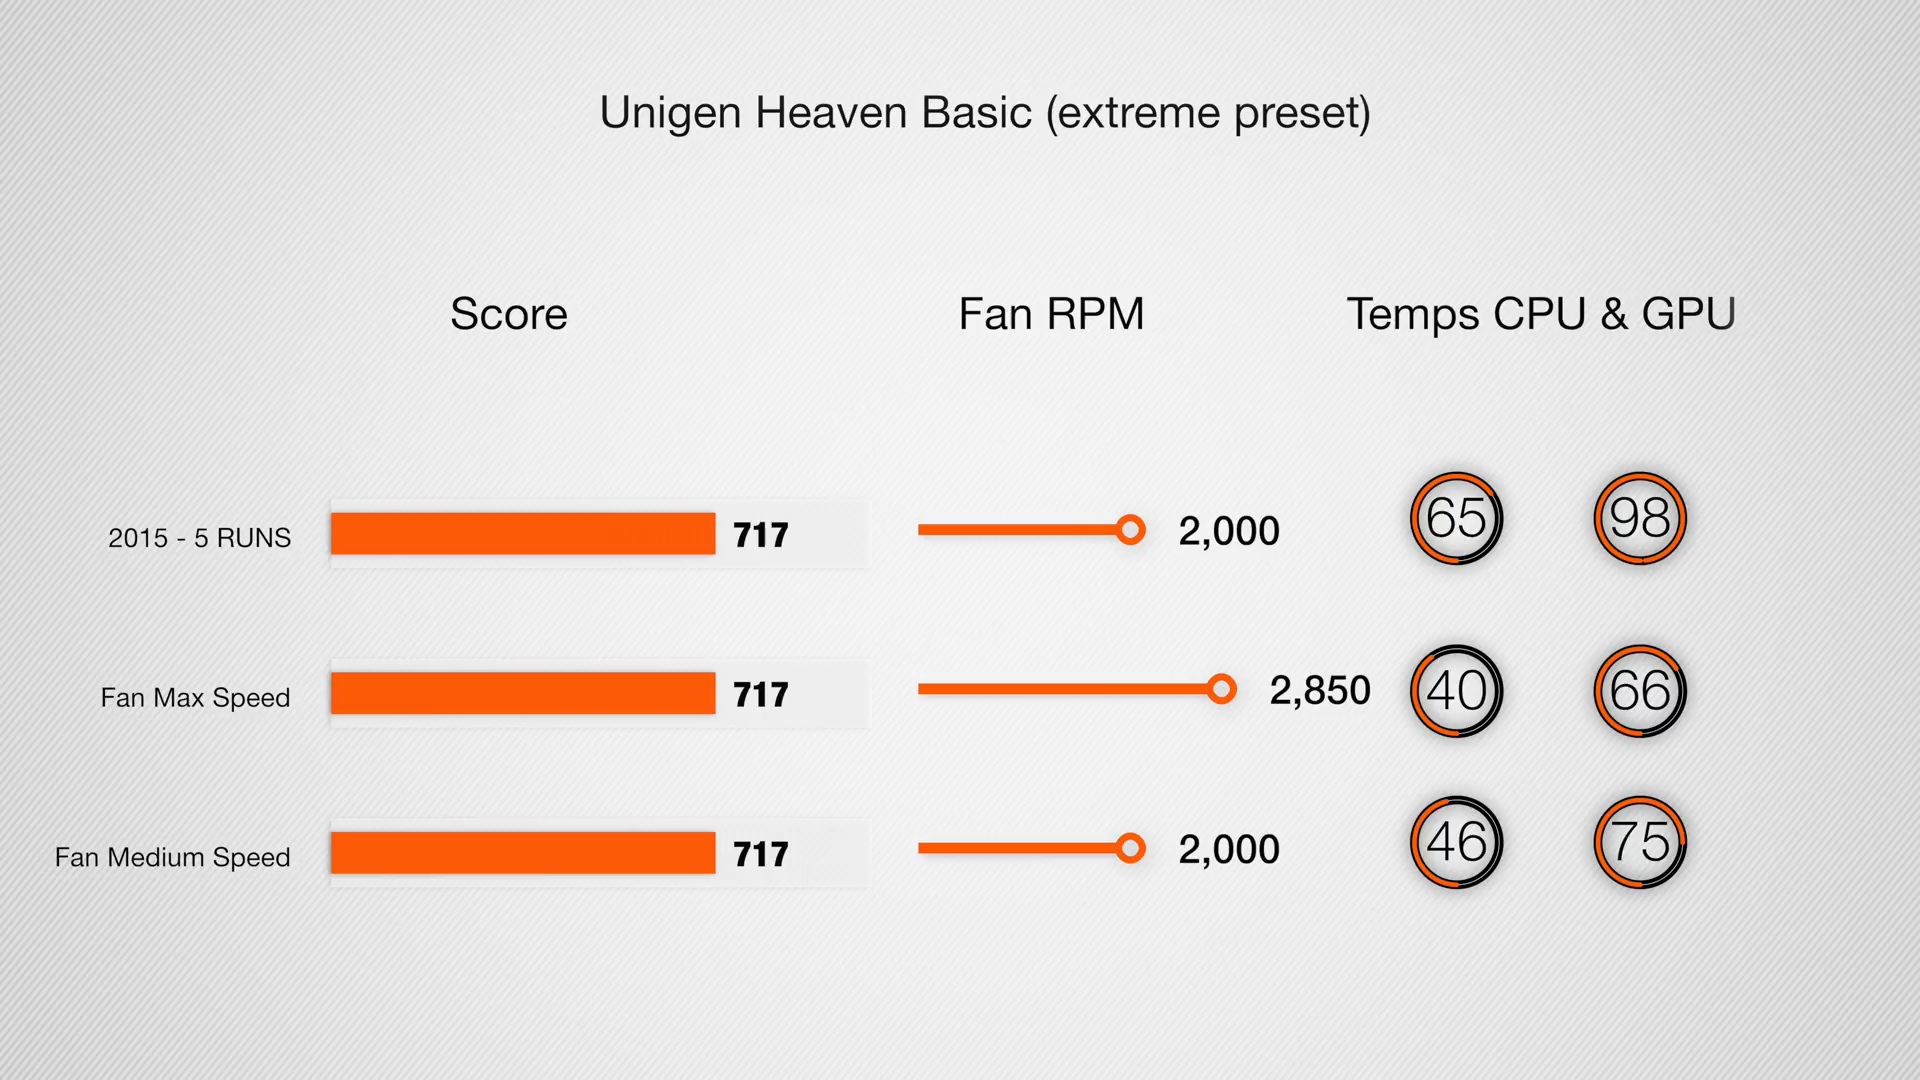 Unigen Heaven Basic (extreme preset)
Score Fan RPM Temps CPU & GPU
2015 - 5 RUNS 717 2,000 65 98
Fan Max Speed 717 2,850 40 66
Fan Medium Speed 717 2,000 46 75